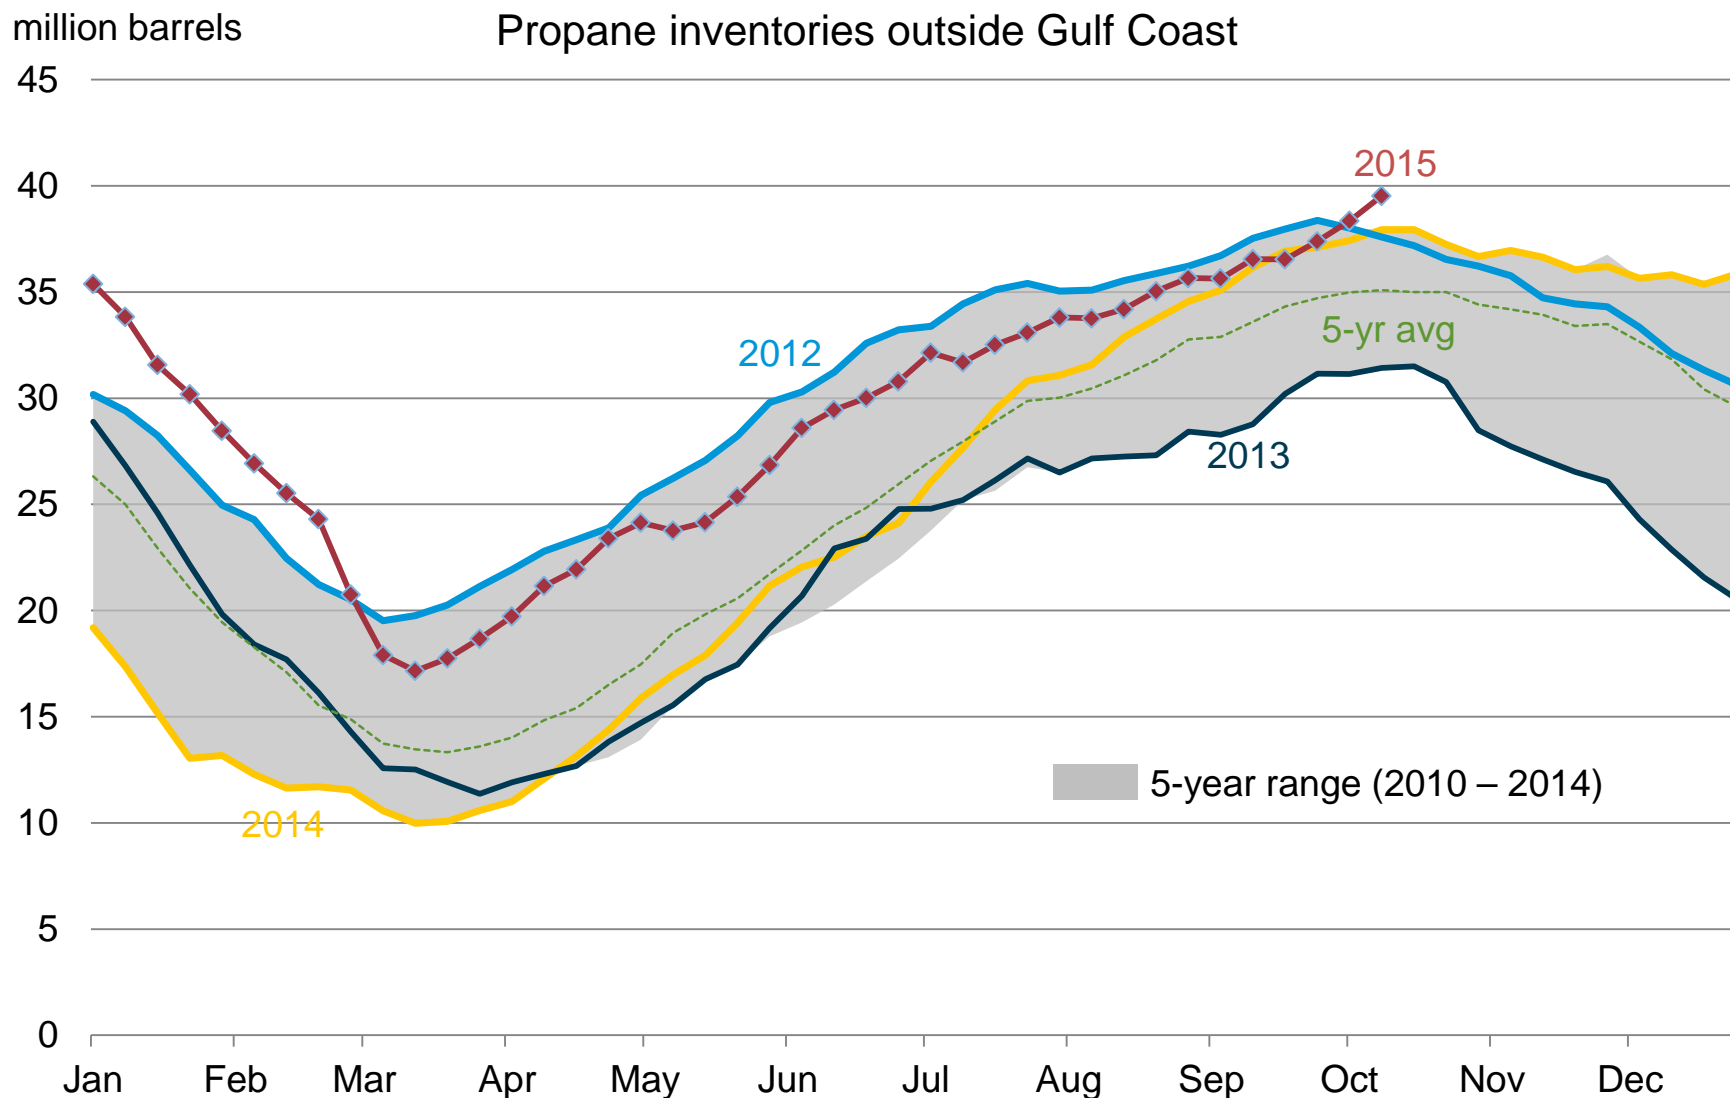 million barrels
Propane inventories outside Gulf Coast
45
40
35
30
25
20
15
10
5
0
2015
2012
5-yr avg
2013
2014
5-year range (2010 – 2014)
Jan Feb Mar Apr May Jun Jul Aug Sep Oct Nov Dec